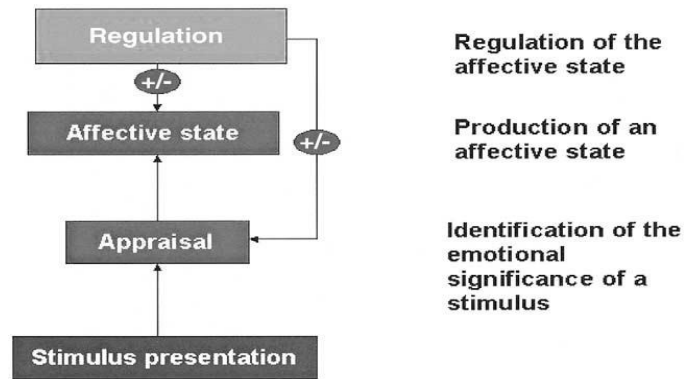 Regulation
+/-
Affective state
+/-
Appraisal
Stimulus presentation
Regulation of the
affective state
Production of an
affective state
Identification of the
emotional
significance of a
stimulus